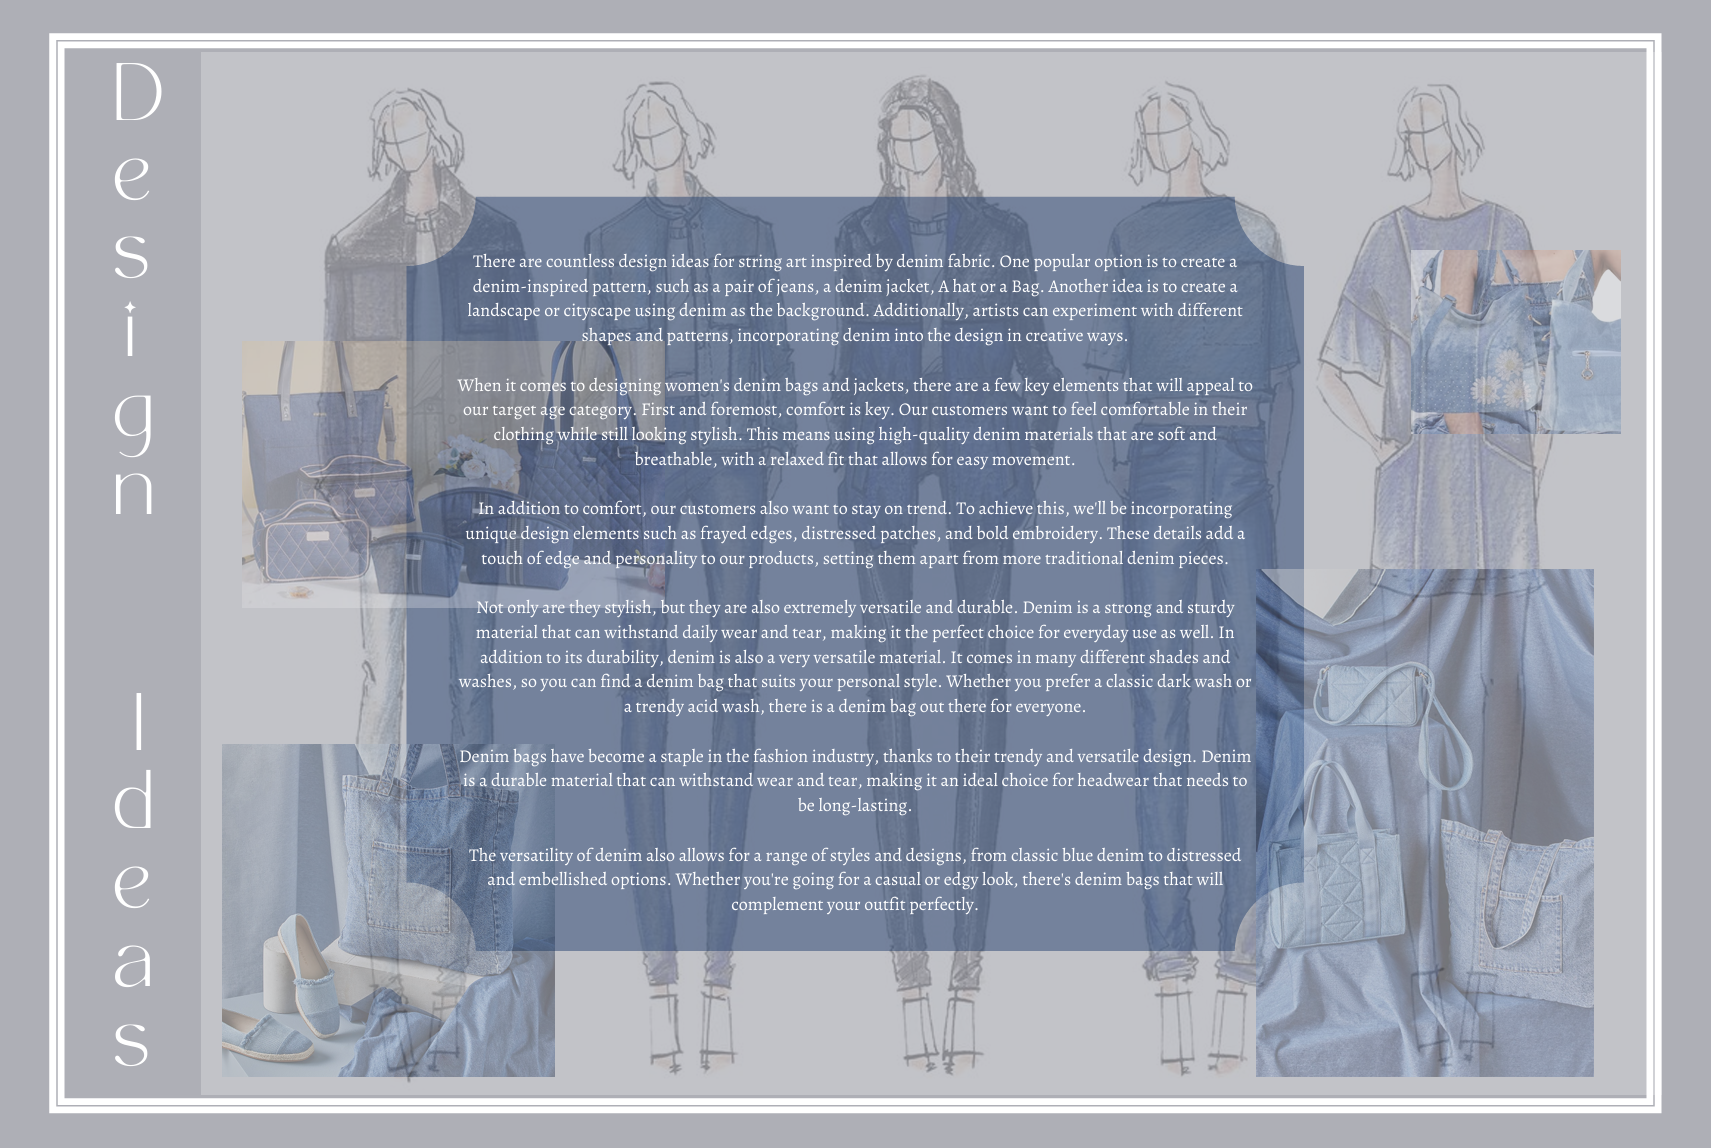 Design Ideas
There are countless design ideas for string art inspired by denim fabric. One popular option is to create a
denim-inspired pattern, such as a pair of jeans, a denim jacket, A hat or a Bag. Another idea is to create a
landscape or cityscape using denim as the background. Additionally, artists can experiment with different
shapes and patterns, incorporating denim into the design in creative ways.
When it comes to designing women's denim bags and jackets, there are a few key elements that will appeal to
our target age category. First and foremost, comfort is key. Our customers want to feel comfortable in their
clothing while still looking stylish. This means using high-quality denim materials that are soft and
breathable, with a relaxed fit that allows for easy movement.
In addition to comfort, our customers also want to stay on trend. To achieve this, we'll be incorporating
unique design elements such as frayed edges, distressed patches, and bold embroidery. These details add a
touch of edge and personality to our products, setting them apart from more traditional denim pieces.
Not only are they stylish, but they are also extremely versatile and durable. Denim is a strong and sturdy
material that can withstand daily wear and tear, making it the perfect choice for everyday use as well. In
addition to its durability, denim is also a very versatile material. It comes in many different shades and
washes, so you can find a denim bag that suits your personal style. Whether you prefer a classic dark wash or
a trendy acid wash, there is a denim bag out there for everyone.
Denim bags have become a staple in the fashion industry, thanks to their trendy and versatile design. Denim
is a durable material that can withstand wear and tear, making it an ideal choice for headwear that needs to
be long-lasting.
The versatility of denim also allows for a range of styles and designs, from classic blue denim to distressed
and embellished options. Whether you're going for a casual or edgy look, there's denim bags that will
complement your outfit perfectly.